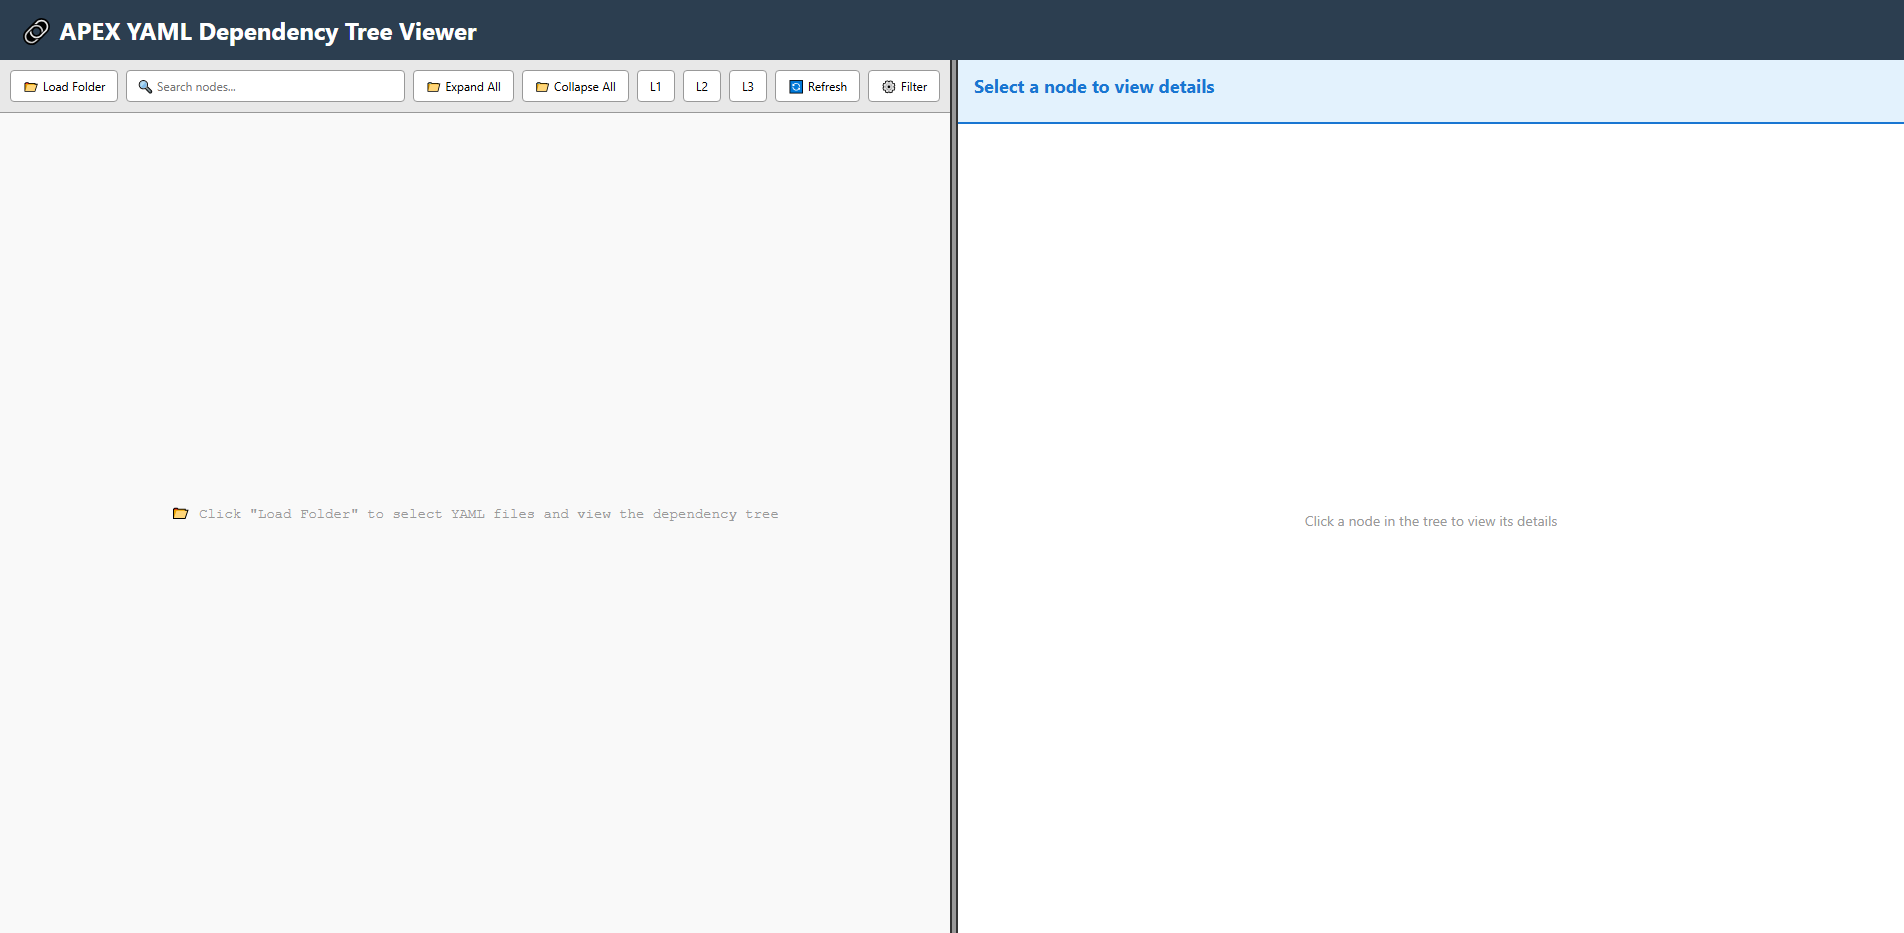 APEX YAML Dependency Tree Viewer
Load Folder
Search nodes...
Expand All
Collapse All
L1
L2
L3
Refresh
Filter
Select a node to view details
Click "Load Folder" to select YAML files and view the dependency tree
Click a node in the tree to view its details